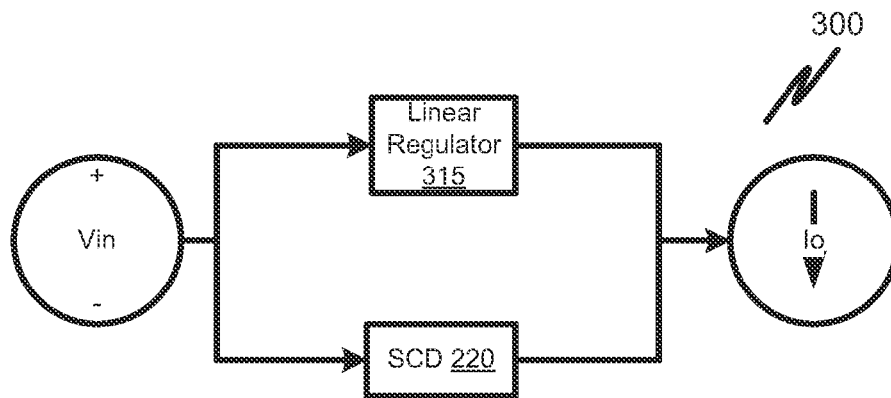 300
Linear
Regulator
315
+
Vin
-
Io
SCD 220